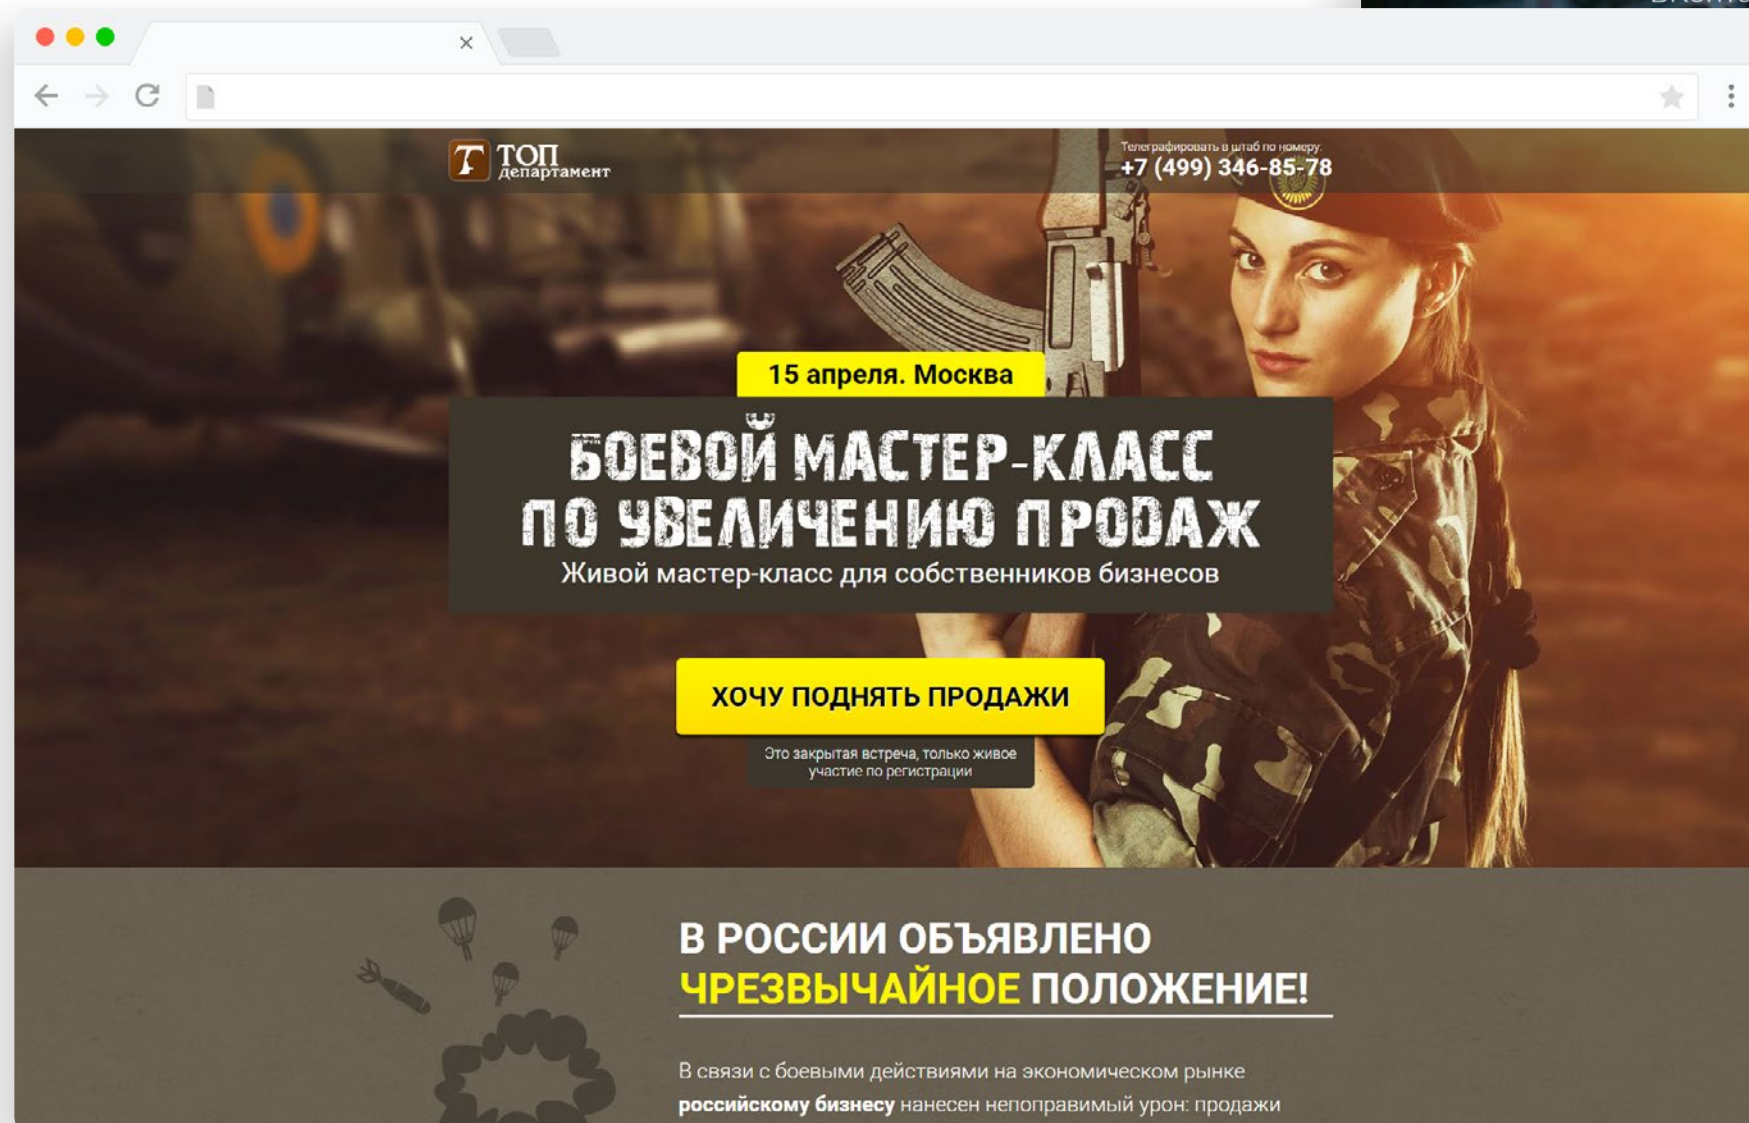 ТОП
департамент
Телеграфировать в штаб по номеру:
+7 (499) 346-85-78
15 апреля. Москва
БОЕВОЙ МАСТЕР-КЛАСС
ПО УВЕЛИЧЕНИЮ ПРОДАЖ
Живой мастер-класс для собственников бизнесов
ХОЧУ ПОДНЯТЬ ПРОДАЖИ
Это закрытая встреча, только живое
участие по регистрации
В РОССИИ ОБЪЯВЛЕНО
ЧРЕЗВЫЧАЙНОЕ ПОЛОЖЕНИЕ!
В связи с боевыми действиями на экономическом рынке
российскому бизнесу нанесен непоправимый урон: продажи